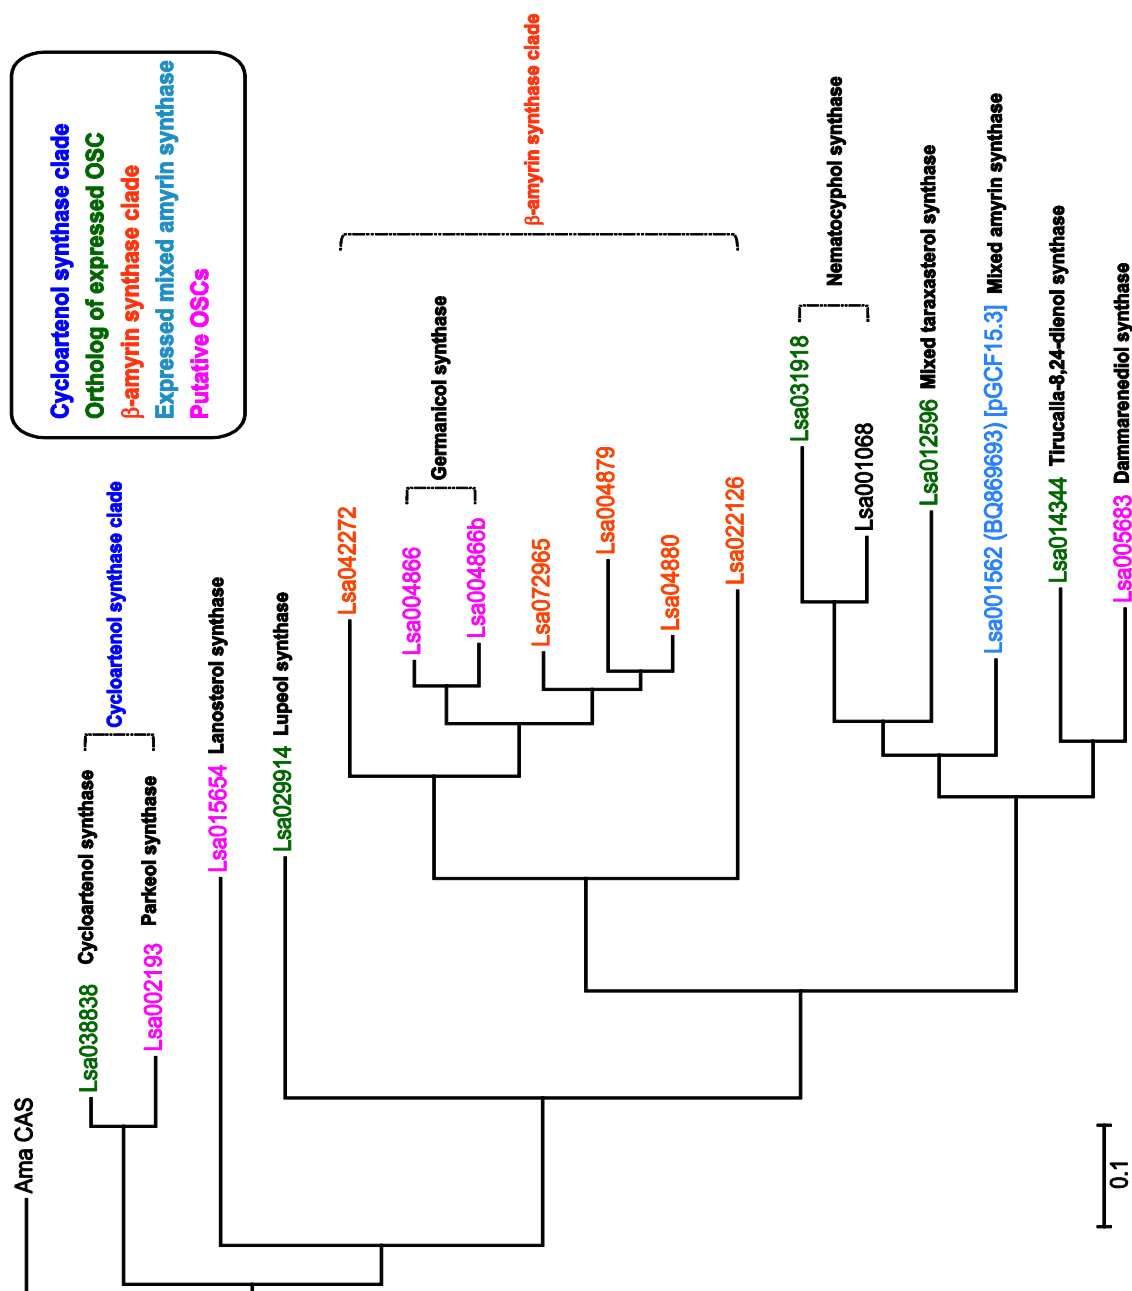 Cycloartenol synthase clade
Ortholog of expressed OSC
β-amyrin synthase clade
Expressed mixed amyrin synthase
Putative OSCs
Ama CAS
Lsa038838 Cycloartenol synthase
Lsa002193 Parkeol synthase
Cycloartenol synthase clade
Lsa015654 Lanosterol synthase
Lsa029914 Lupeol synthase
Lsa042272
Lsa004866
Lsa004866b
Germanicol synthase
Lsa072965
Lsa004879
Lsa04880
Lsa022126
β-amyrin synthase clade
Lsa031918
Lsa001068
Nematocyphol synthase
Lsa012596 Mixed taraxasterol synthase
Lsa001562 (BQ869693) [pGCF15.3] Mixed amyrin synthase
Lsa014344 Tirucalla-8,24-dienol synthase
Lsa005683 Dammarenediol synthase
0.1